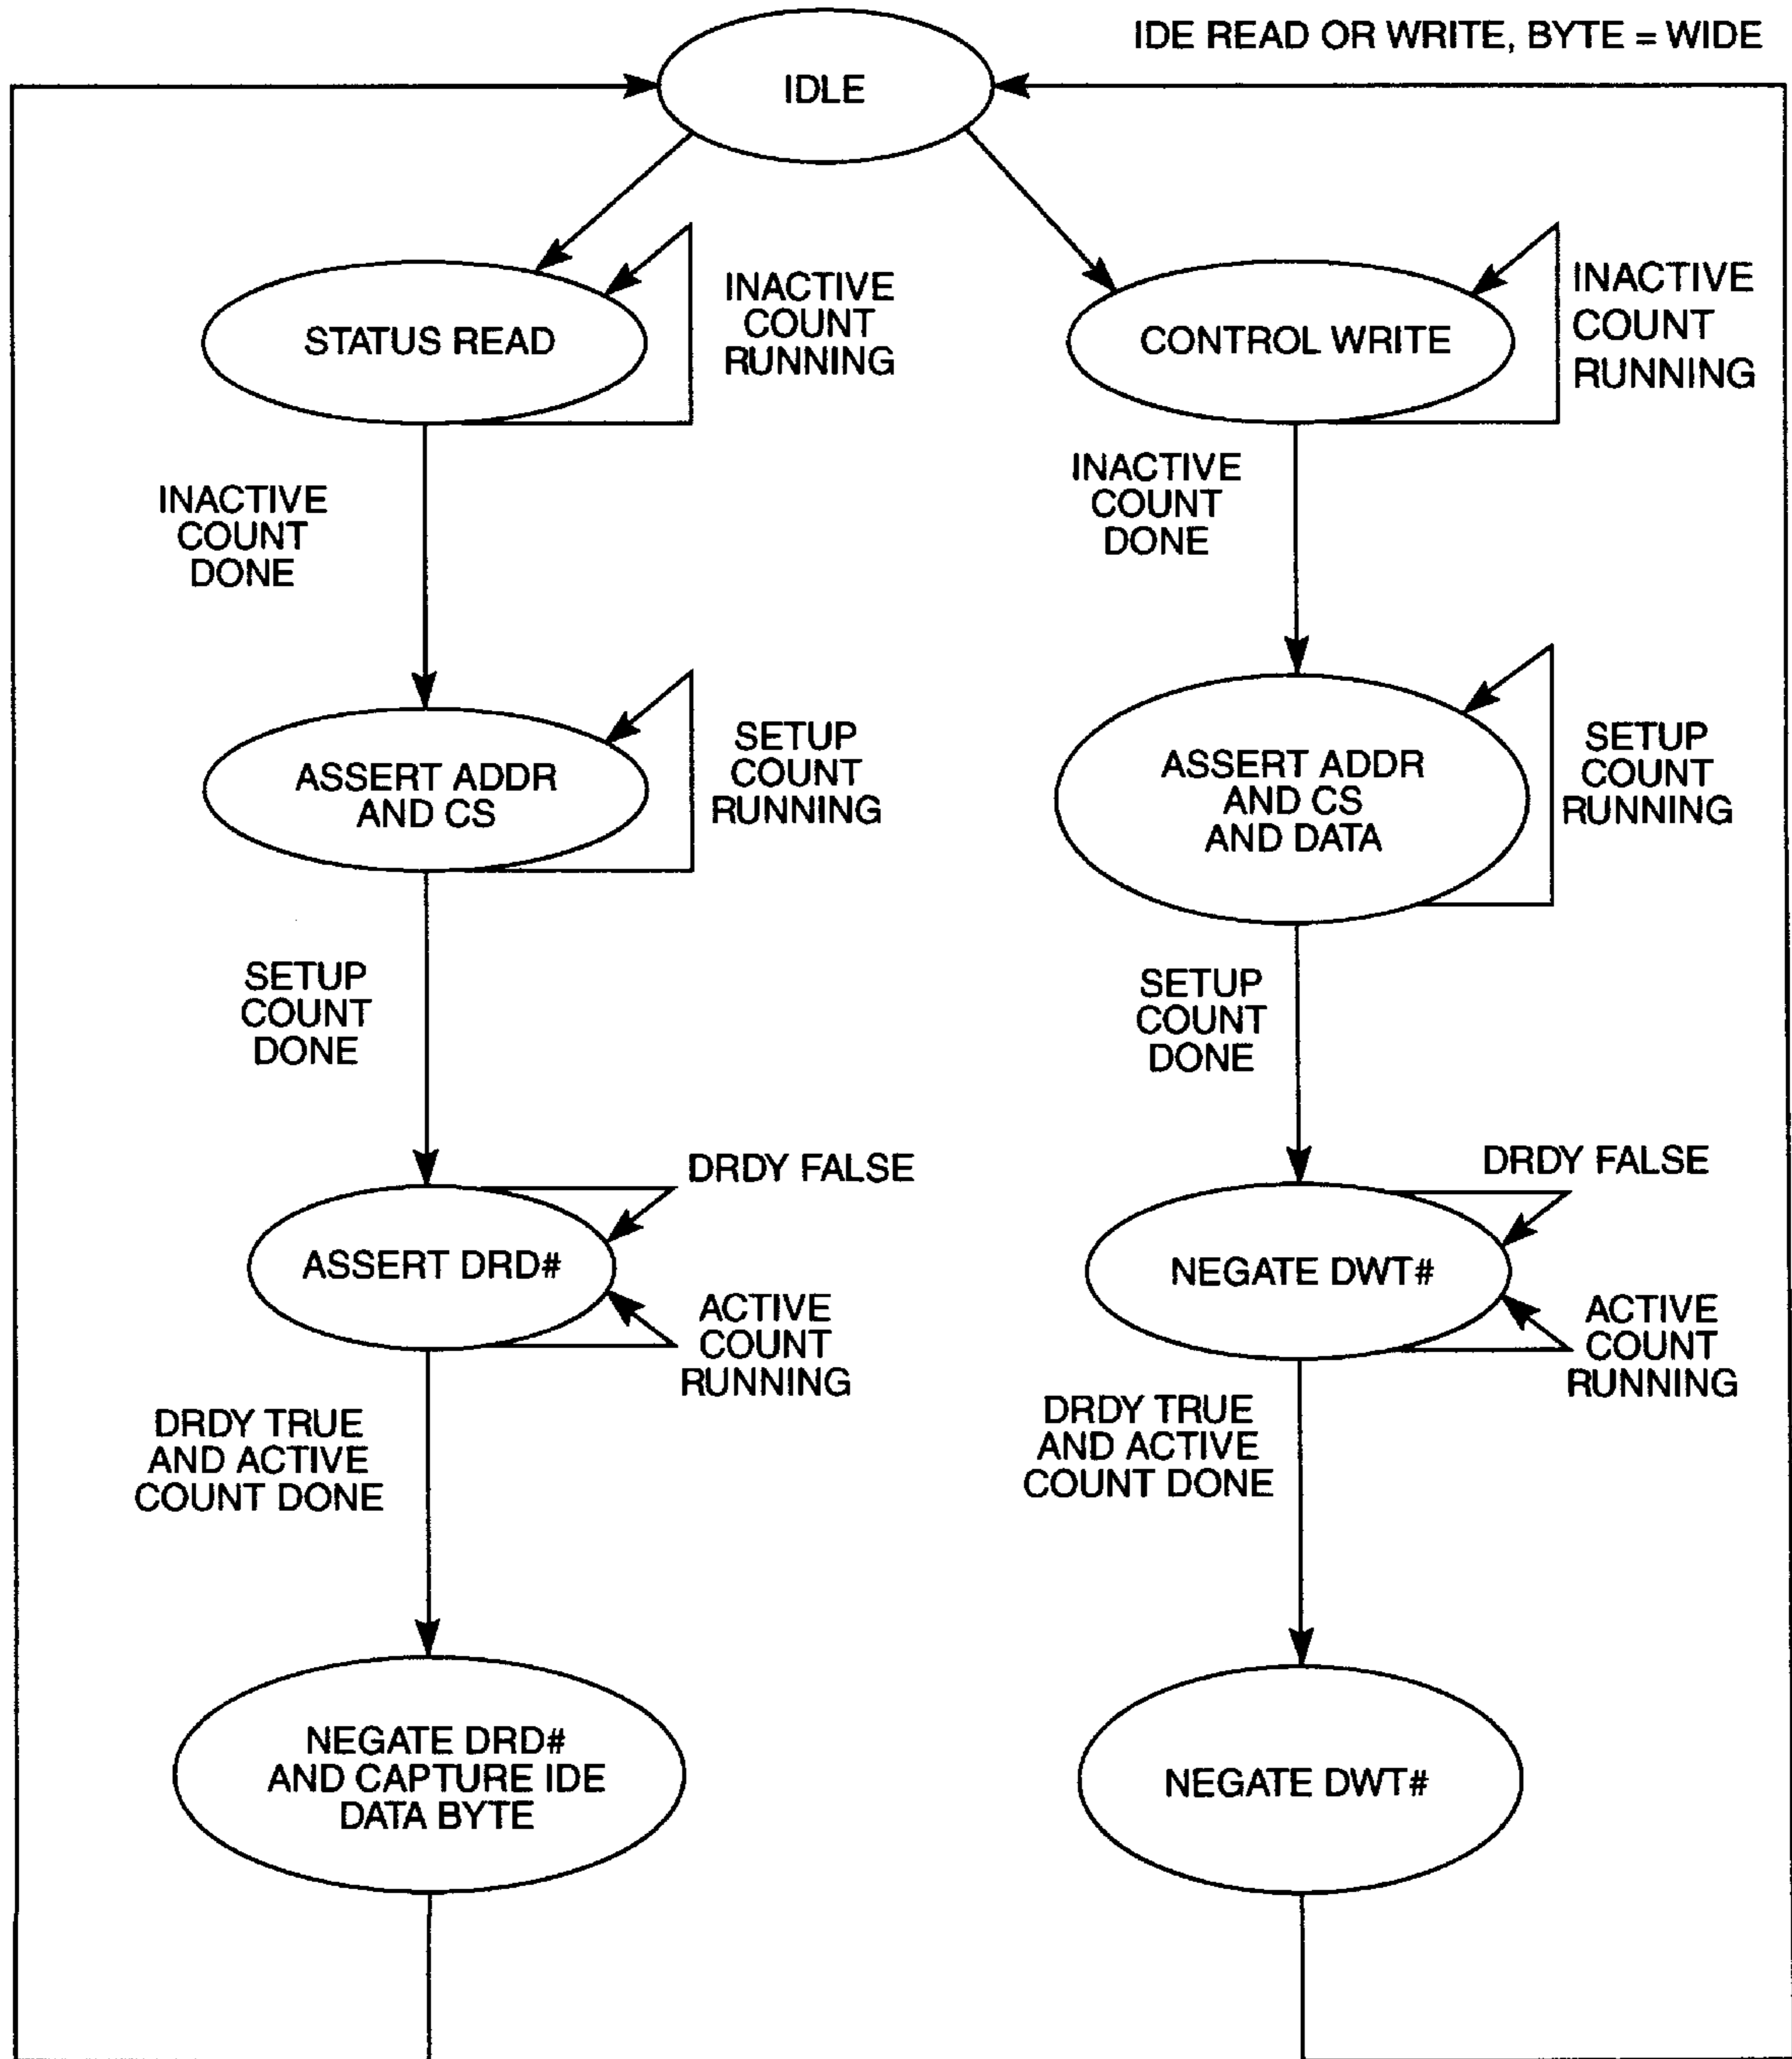 IDE READ OR WRITE, BYTE = WIDE
IDLE
STATUS READ
INACTIVE
COUNT
RUNNING
CONTROL WRITE
INACTIVE
COUNT
RUNNING
INACTIVE
COUNT
DONE
INACTIVE
COUNT
DONE
ASSERT ADDR
AND CS
SETUP
COUNT
RUNNING
ASSERT ADDR
AND CS
AND DATA
SETUP
COUNT
RUNNING
SETUP
COUNT
DONE
SETUP
COUNT
DONE
DRDY FALSE
ASSERT DRD#
ACTIVE
COUNT
RUNNING
DRDY FALSE
NEGATE DWT#
ACTIVE
COUNT
RUNNING
DRDY TRUE
AND ACTIVE
COUNT DONE
DRDY TRUE
AND ACTIVE
COUNT DONE
NEGATE DRD#
AND CAPTURE IDE
DATA BYTE
NEGATE DWT#